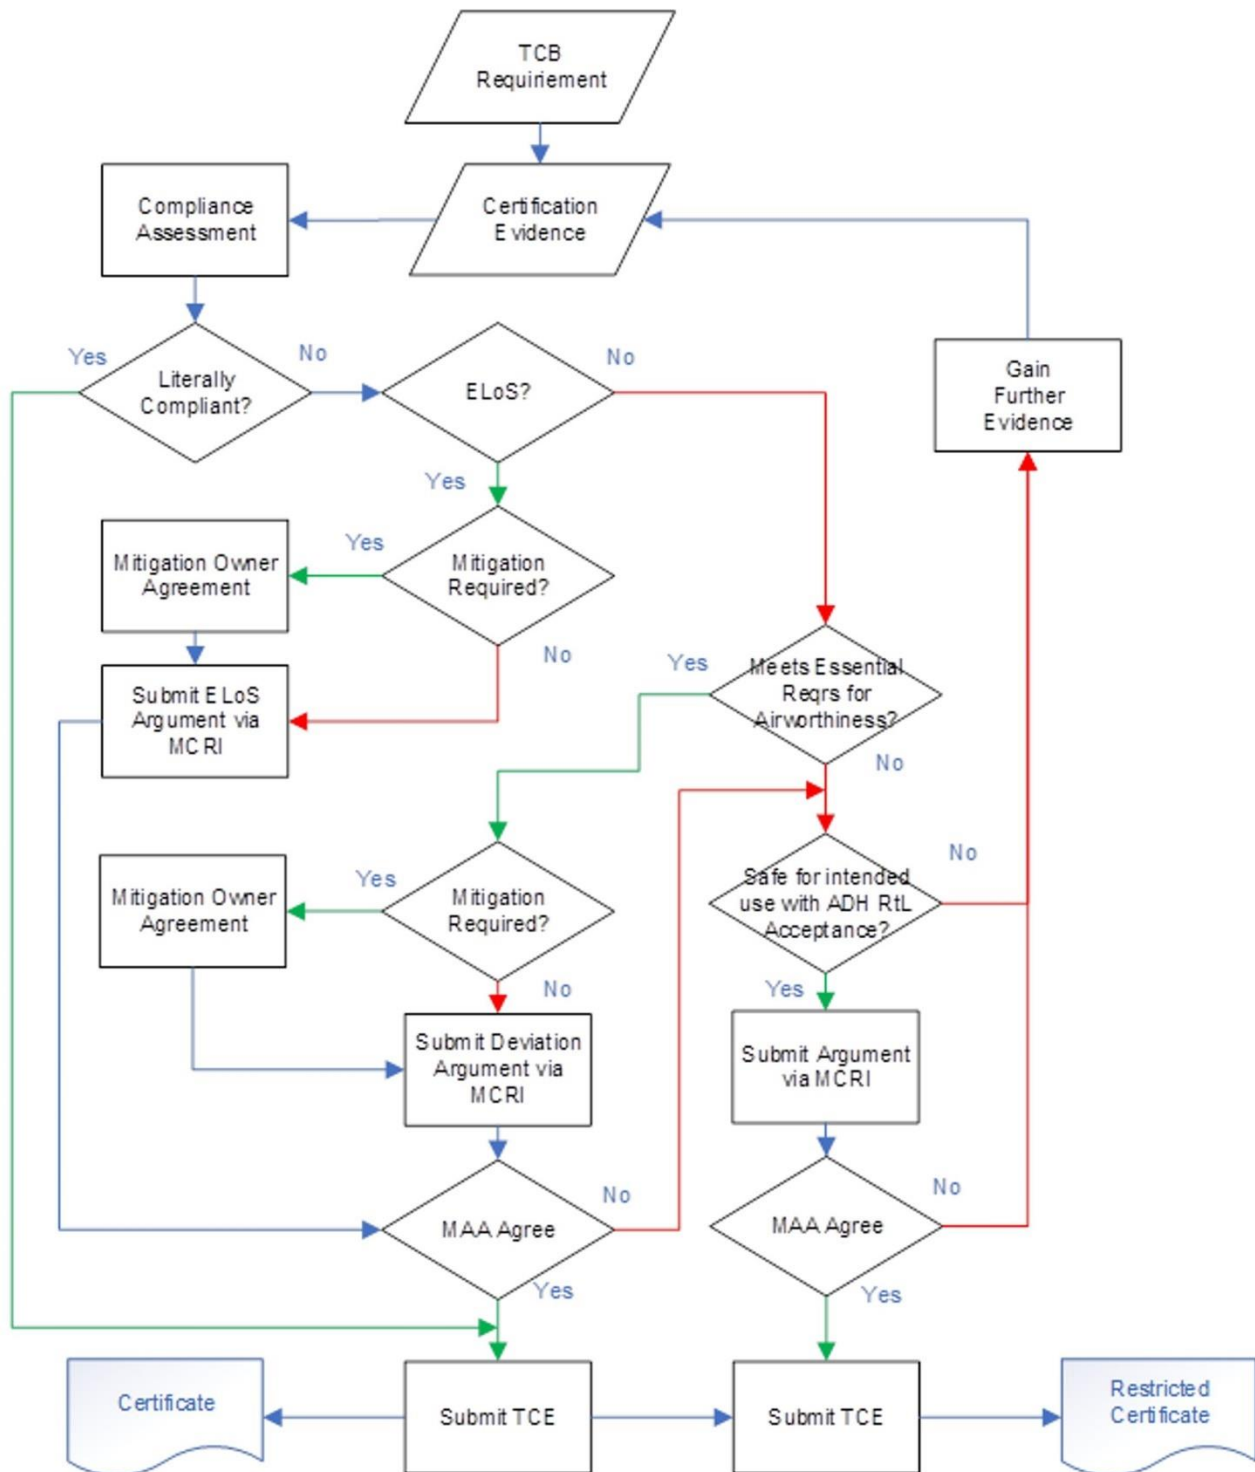 TCB
Requiriement
Compliance
Assessment
Certification
Evidence
Yes
No
No
Literally
Compliant?
ELoS?
Gain
Further
Evidence
Yes
Mitigation Owner
Agreement
Yes
Mitigation
Required?
No
Submit ELoS
Argument via
MCRI
Yes
Meets Essential
Reqrs for
Airworthiness?
No
Mitigation Owner
Agreement
Yes
Mitigation
Required?
No
Safe for intended
use with ADH RtL
Acceptance?
No
Yes
Submit Deviation
Argument via
MCRI
Submit Argument
via MCRI
MAA Agree
No
Yes
MAA Agree
No
Yes
Certificate
Submit TCE
Submit TCE
Restricted
Certificate